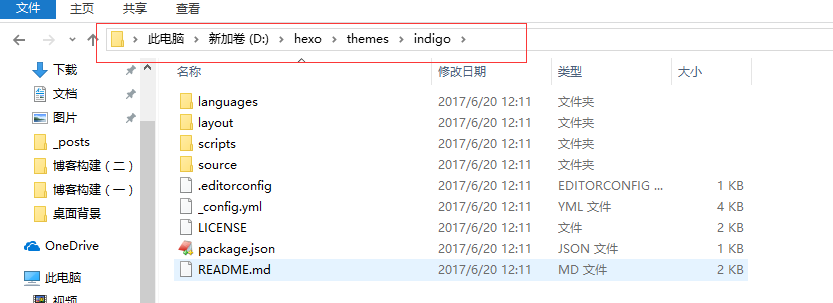 文件 主页 共享 查看
此电脑 新加卷 (D:) hexo themes indigo
名称 修改日期 类型 大小
下载
文档
图片
_posts
博客构建（二）
博客构建（一）
桌面背景
OneDrive
此电脑
视频
languages 2017/6/20 12:11 文件夹
layout 2017/6/20 12:11 文件夹
scripts 2017/6/20 12:11 文件夹
source 2017/6/20 12:11 文件夹
.editorconfig 2017/6/20 12:11 EDITORCONFIG ... 1 KB
_config.yml 2017/6/20 12:11 YML 文件 4 KB
LICENSE 2017/6/20 12:11 文件 2 KB
package.json 2017/6/20 12:11 JSON 文件 1 KB
README.md 2017/6/20 12:11 MD 文件 2 KB